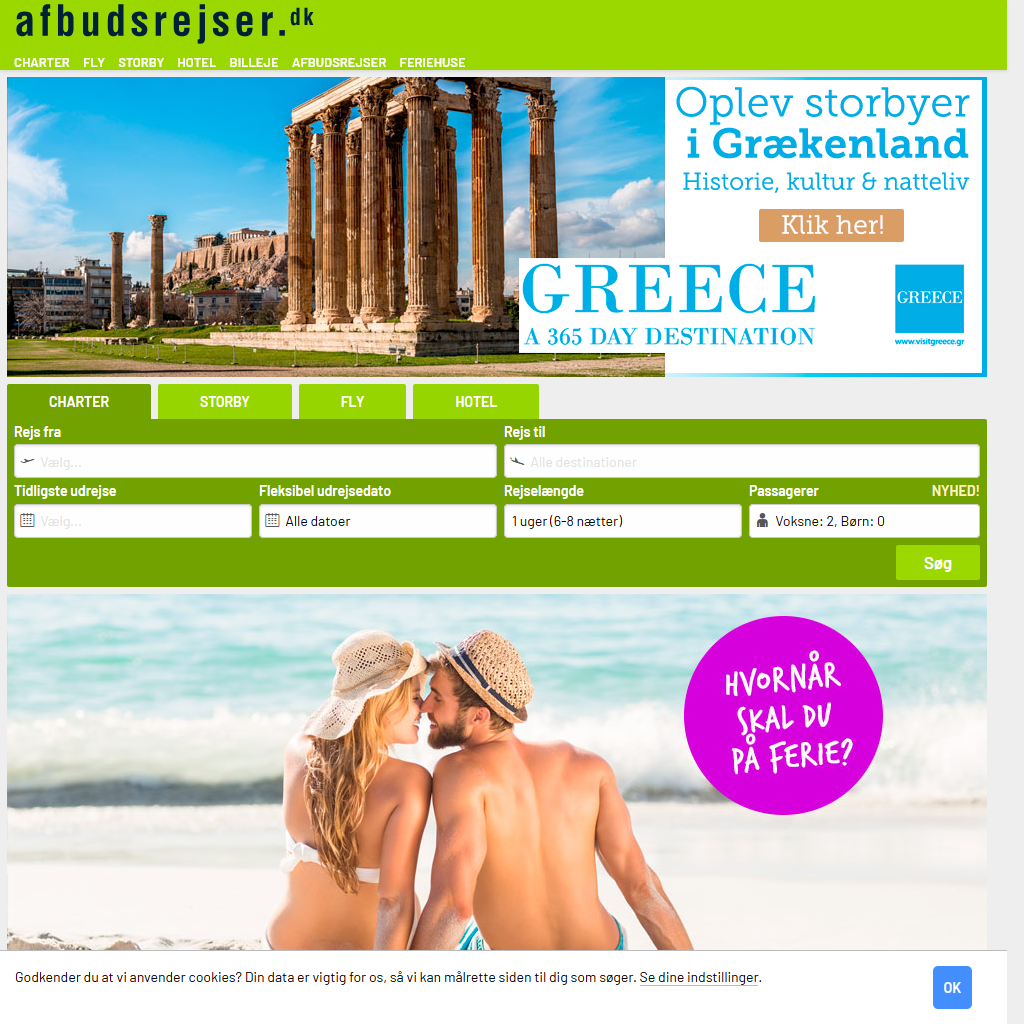 afbudsrejser.dk
CHARTER FLY STORBY HOTEL BILLEJE AFBUDSREJSER FERIEHUSE
Oplev storbyer
i Grækenland
Historie, kultur & natteliv
Klik her!
GREECE
A 365 DAY DESTINATION
GREECE
www.visitgreece.gr
CHARTER STORBY FLY HOTEL
Rejs fra Rejs til
Vælg... Alle destinationer
Tidligste udrejse Fleksibel udrejsedato Rejselængde Passagerer NYHED!
Vælg... Alle datoer 1 uger (6-8 nætter) Voksne: 2, Børn: 0
Søg
HVORNÅR
SKAL DU
PÅ FERIE?
Godkender du at vi anvender cookies? Din data er vigtig for os, så vi kan målrette siden til dig som søger. Se dine indstillinger.
OK